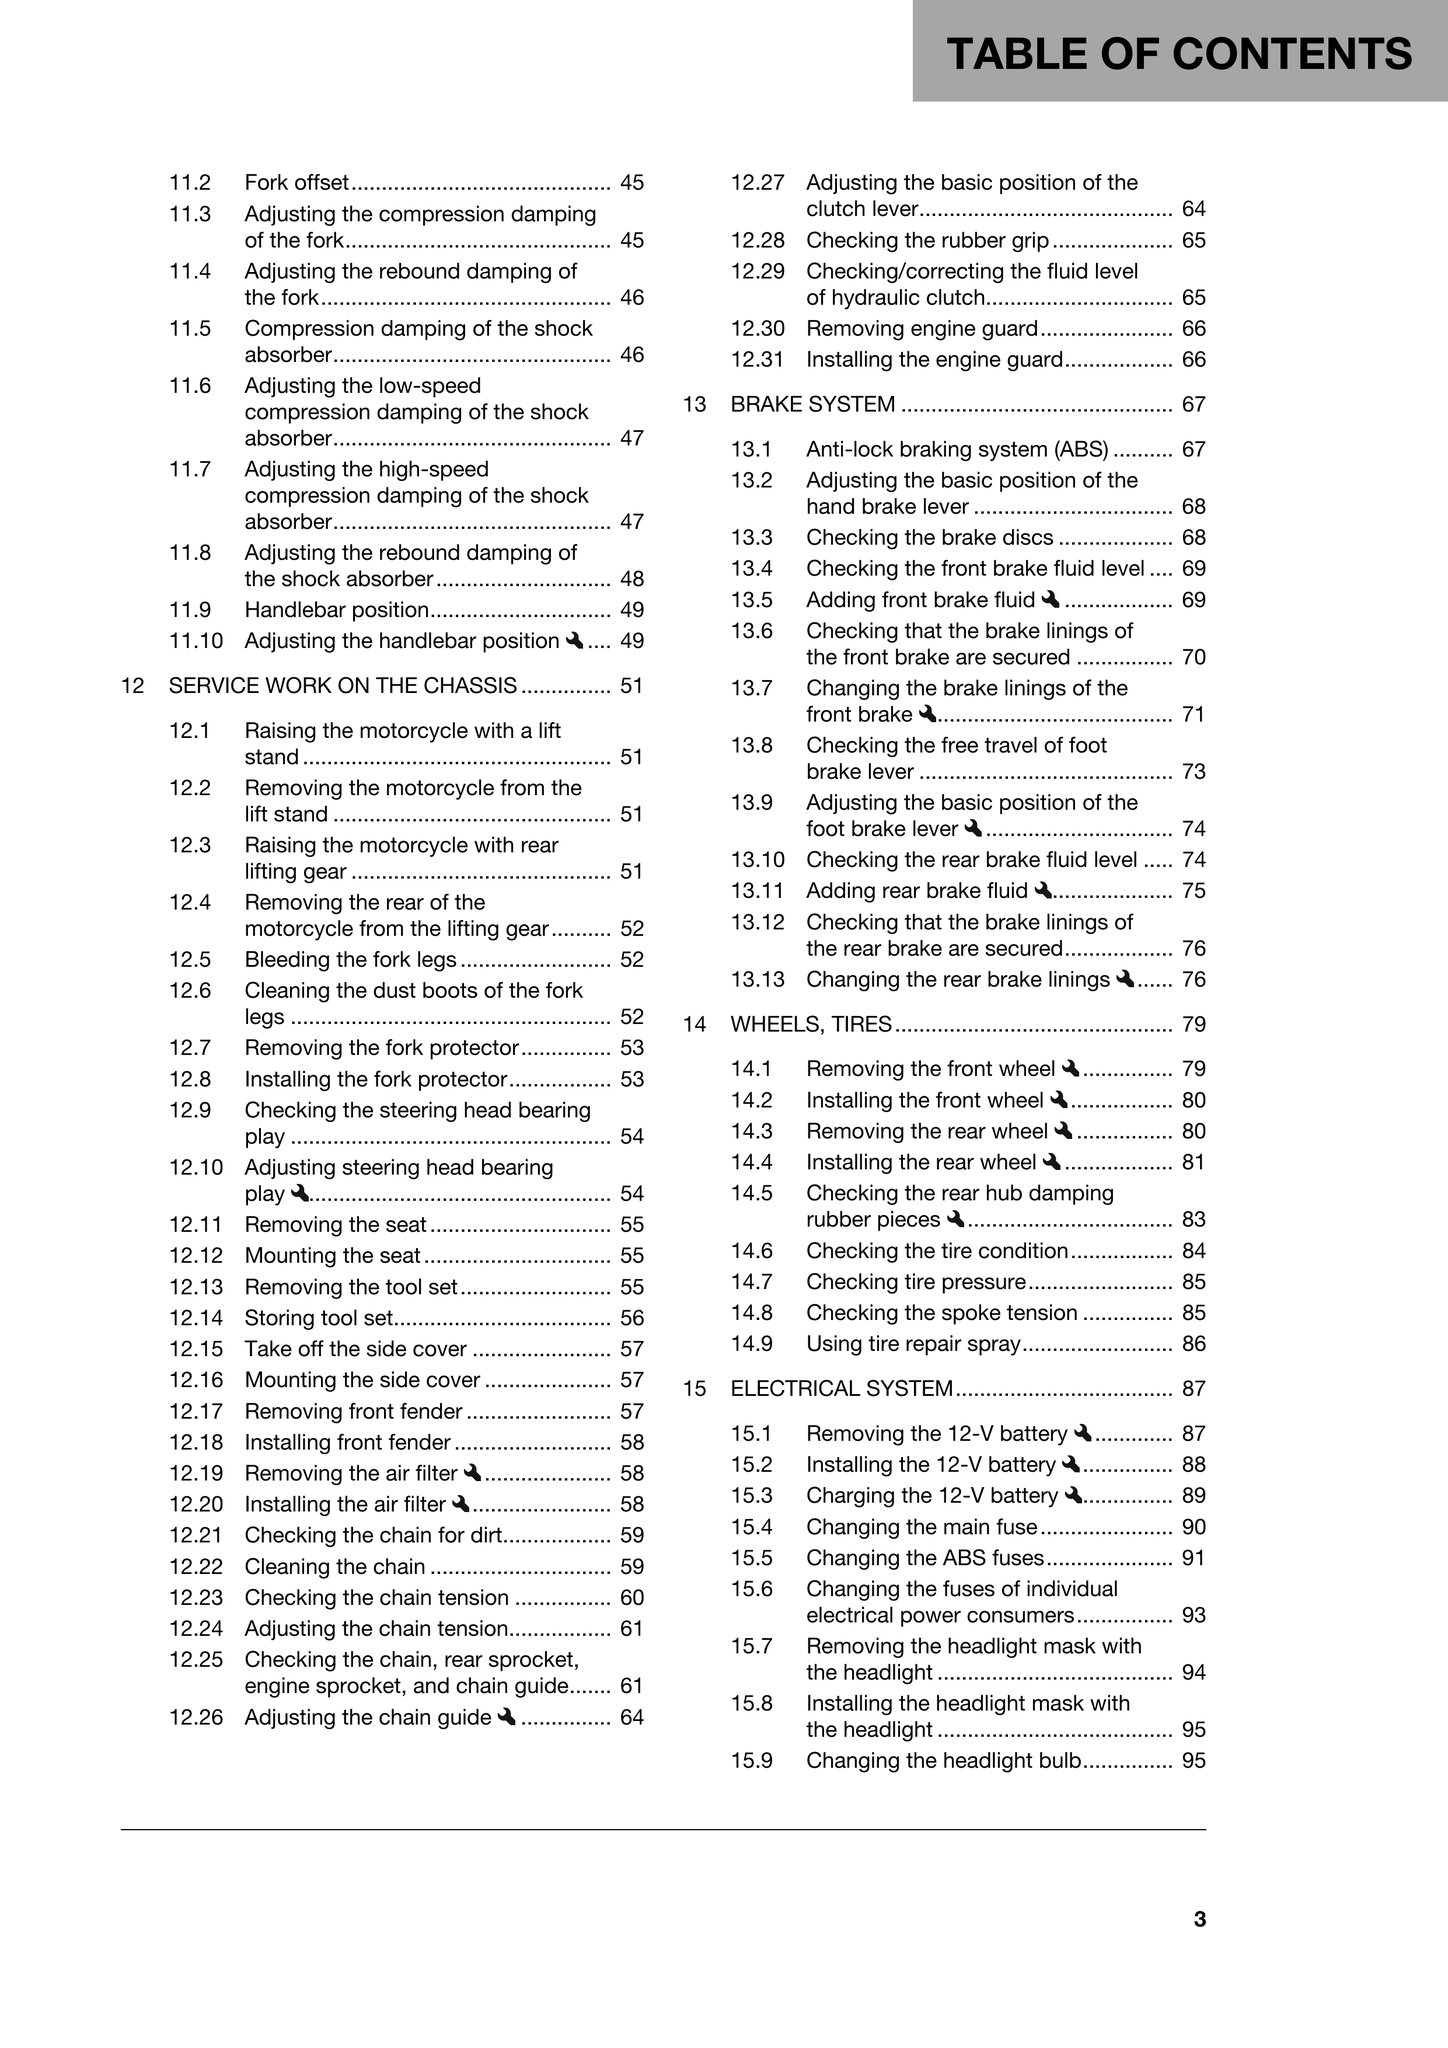 TABLE OF CONTENTS
11.2 Fork offset........................................... 45
11.3 Adjusting the compression damping
of the fork............................................ 45
11.4 Adjusting the rebound damping of
the fork................................................ 46
11.5 Compression damping of the shock
absorber.............................................. 46
11.6 Adjusting the low-speed
compression damping of the shock
absorber.............................................. 47
11.7 Adjusting the high-speed
compression damping of the shock
absorber.............................................. 47
11.8 Adjusting the rebound damping of
the shock absorber............................. 48
11.9 Handlebar position.............................. 49
11.10 Adjusting the handlebar position .... 49
12 SERVICE WORK ON THE CHASSIS............... 51
12.1 Raising the motorcycle with a lift
stand................................................... 51
12.2 Removing the motorcycle from the
lift stand .............................................. 51
12.3 Raising the motorcycle with rear
lifting gear ........................................... 51
12.4 Removing the rear of the
motorcycle from the lifting gear.......... 52
12.5 Bleeding the fork legs......................... 52
12.6 Cleaning the dust boots of the fork
legs ..................................................... 52
12.7 Removing the fork protector............... 53
12.8 Installing the fork protector................. 53
12.9 Checking the steering head bearing
play ..................................................... 54
12.10 Adjusting steering head bearing
play .................................................. 54
12.11 Removing the seat.............................. 55
12.12 Mounting the seat............................... 55
12.13 Removing the tool set......................... 55
12.14 Storing tool set.................................... 56
12.15 Take off the side cover ....................... 57
12.16 Mounting the side cover ..................... 57
12.17 Removing front fender........................ 57
12.18 Installing front fender.......................... 58
12.19 Removing the air filter ..................... 58
12.20 Installing the air filter ....................... 58
12.21 Checking the chain for dirt.................. 59
12.22 Cleaning the chain .............................. 59
12.23 Checking the chain tension ................ 60
12.24 Adjusting the chain tension................. 61
12.25 Checking the chain, rear sprocket,
engine sprocket, and chain guide....... 61
12.26 Adjusting the chain guide ............... 64
12.27 Adjusting the basic position of the
clutch lever.......................................... 64
12.28 Checking the rubber grip.................... 65
12.29 Checking/correcting the fluid level
of hydraulic clutch............................... 65
12.30 Removing engine guard...................... 66
12.31 Installing the engine guard.................. 66
13 BRAKE SYSTEM ............................................. 67
13.1 Anti-lock braking system (ABS).......... 67
13.2 Adjusting the basic position of the
hand brake lever ................................. 68
13.3 Checking the brake discs ................... 68
13.4 Checking the front brake fluid level .... 69
13.5 Adding front brake fluid .................. 69
13.6 Checking that the brake linings of
the front brake are secured ................ 70
13.7 Changing the brake linings of the
front brake ....................................... 71
13.8 Checking the free travel of foot
brake lever .......................................... 73
13.9 Adjusting the basic position of the
foot brake lever ............................... 74
13.10 Checking the rear brake fluid level ..... 74
13.11 Adding rear brake fluid .................... 75
13.12 Checking that the brake linings of
the rear brake are secured.................. 76
13.13 Changing the rear brake linings ...... 76
14 WHEELS, TIRES.............................................. 79
14.1 Removing the front wheel ............... 79
14.2 Installing the front wheel ................. 80
14.3 Removing the rear wheel ................ 80
14.4 Installing the rear wheel .................. 81
14.5 Checking the rear hub damping
rubber pieces .................................. 83
14.6 Checking the tire condition................. 84
14.7 Checking tire pressure........................ 85
14.8 Checking the spoke tension ............... 85
14.9 Using tire repair spray......................... 86
15 ELECTRICAL SYSTEM.................................... 87
15.1 Removing the 12-V battery ............. 87
15.2 Installing the 12-V battery ............... 88
15.3 Charging the 12-V battery ............... 89
15.4 Changing the main fuse...................... 90
15.5 Changing the ABS fuses..................... 91
15.6 Changing the fuses of individual
electrical power consumers................ 93
15.7 Removing the headlight mask with
the headlight ....................................... 94
15.8 Installing the headlight mask with
the headlight ....................................... 95
15.9 Changing the headlight bulb............... 95
3